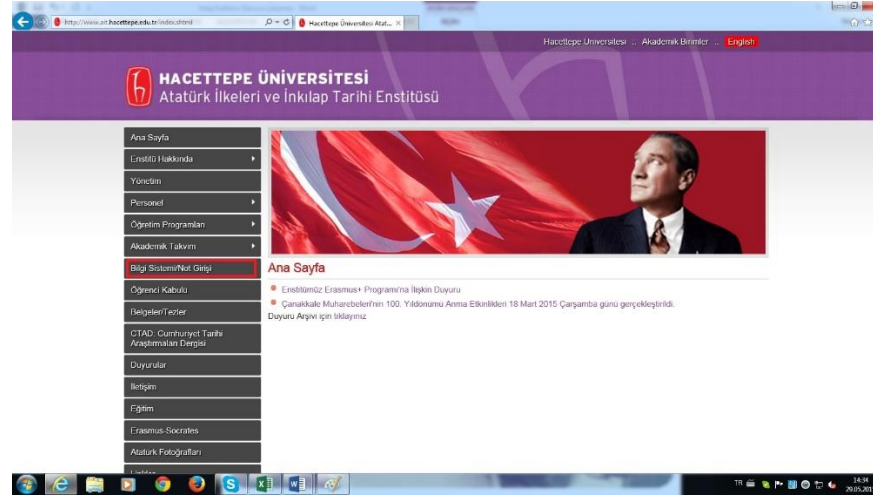 http://www.ait.hacettepe.edu.tr/index.shtml
Hacettepe Üniversitesi Atat...
Hacettepe Üniversitesi .:. Akademik Birimler .:. English
HACETTEPE ÜNİVERSİTESİ
Atatürk İlkeleri ve İnkılap Tarihi Enstitüsü
Ana Sayfa
Enstitü Hakkında
Yönetim
Personel
Öğretim Programları
Akademik Takvim
Bilgi Sistemi/Not Girişi
Öğrenci Kabulü
Belgeler/Tezler
CTAD: Cumhuriyet Tarihi
Araştırmaları Dergisi
Duyurular
İletişim
Eğitim
Erasmus-Socrates
Atatürk Fotoğrafları
Linkler
Ana Sayfa
Enstitümüz Erasmus+ Programı'na İlişkin Duyuru
Çanakkale Muharebeleri'nin 100. Yıldönümü Anma Etkinlikleri 18 Mart 2015 Çarşamba günü gerçekleştirildi.
Duyuru Arşivi için tıklayınız
TR
14:34
29.05.201